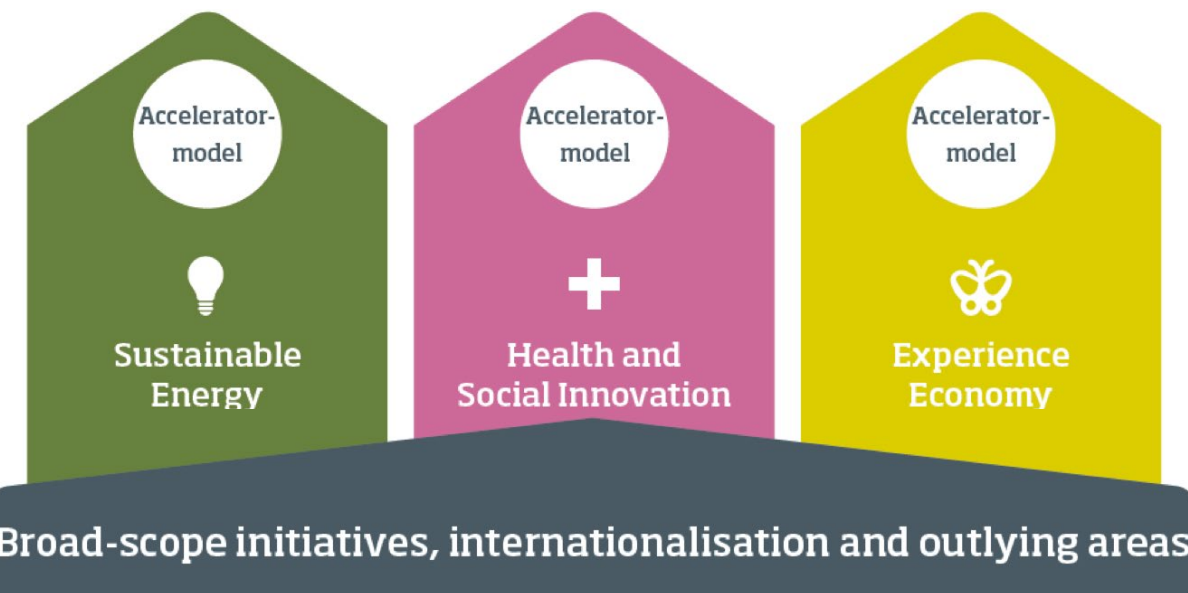 Accelerator-
model
Accelerator-
model
Accelerator-
model
Sustainable
Energy
Health and
Social Innovation
Experience
Economy
Broad-scope initiatives, internationalisation and outlying areas